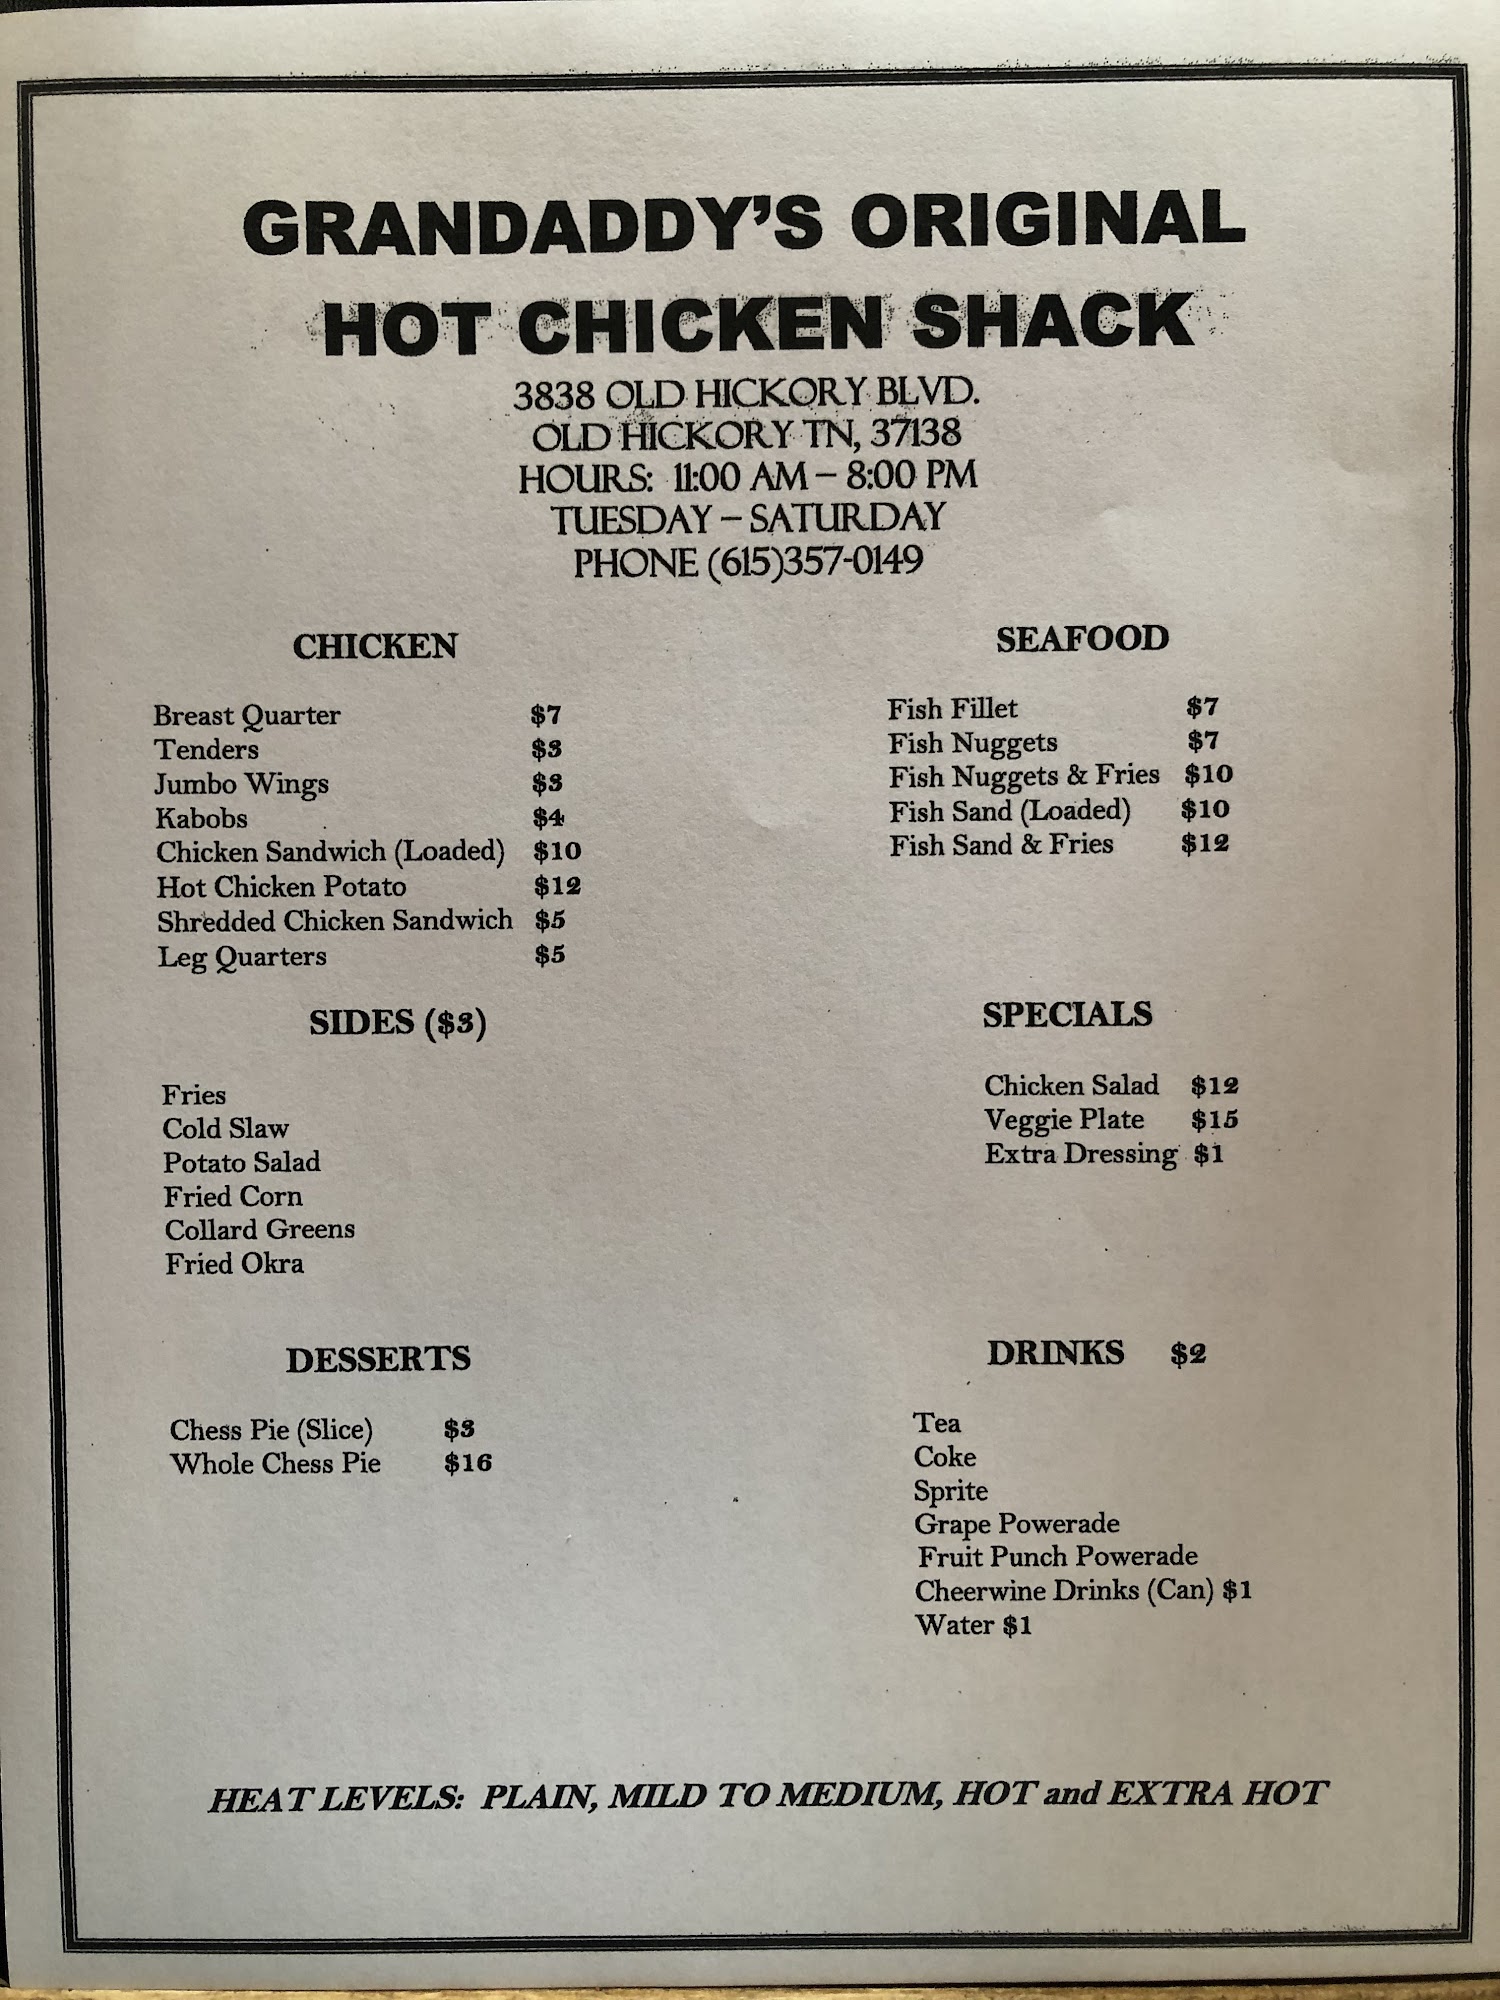 GRANDADDY'S ORIGINAL
HOT CHICKEN SHACK
3838 OLD HICKORY BLVD.
OLD HICKORY TN, 37138
HOURS: 11:00 AM – 8:00 PM
TUESDAY – SATURDAY
PHONE (615)357-0149
CHICKEN
Breast Quarter $7
Tenders $3
Jumbo Wings $3
Kabobs $4
Chicken Sandwich (Loaded) $10
Hot Chicken Potato $12
Shredded Chicken Sandwich $5
Leg Quarters $5
SEAFOOD
Fish Fillet $7
Fish Nuggets $7
Fish Nuggets & Fries $10
Fish Sand (Loaded) $10
Fish Sand & Fries $12
SIDES ($3)
Fries
Cold Slaw
Potato Salad
Fried Corn
Collard Greens
Fried Okra
SPECIALS
Chicken Salad $12
Veggie Plate $15
Extra Dressing $1
DESSERTS
Chess Pie (Slice) $3
Whole Chess Pie $16
DRINKS $2
Tea
Coke
Sprite
Grape Powerade
Fruit Punch Powerade
Cheerwine Drinks (Can) $1
Water $1
HEAT LEVELS: PLAIN, MILD TO MEDIUM, HOT and EXTRA HOT